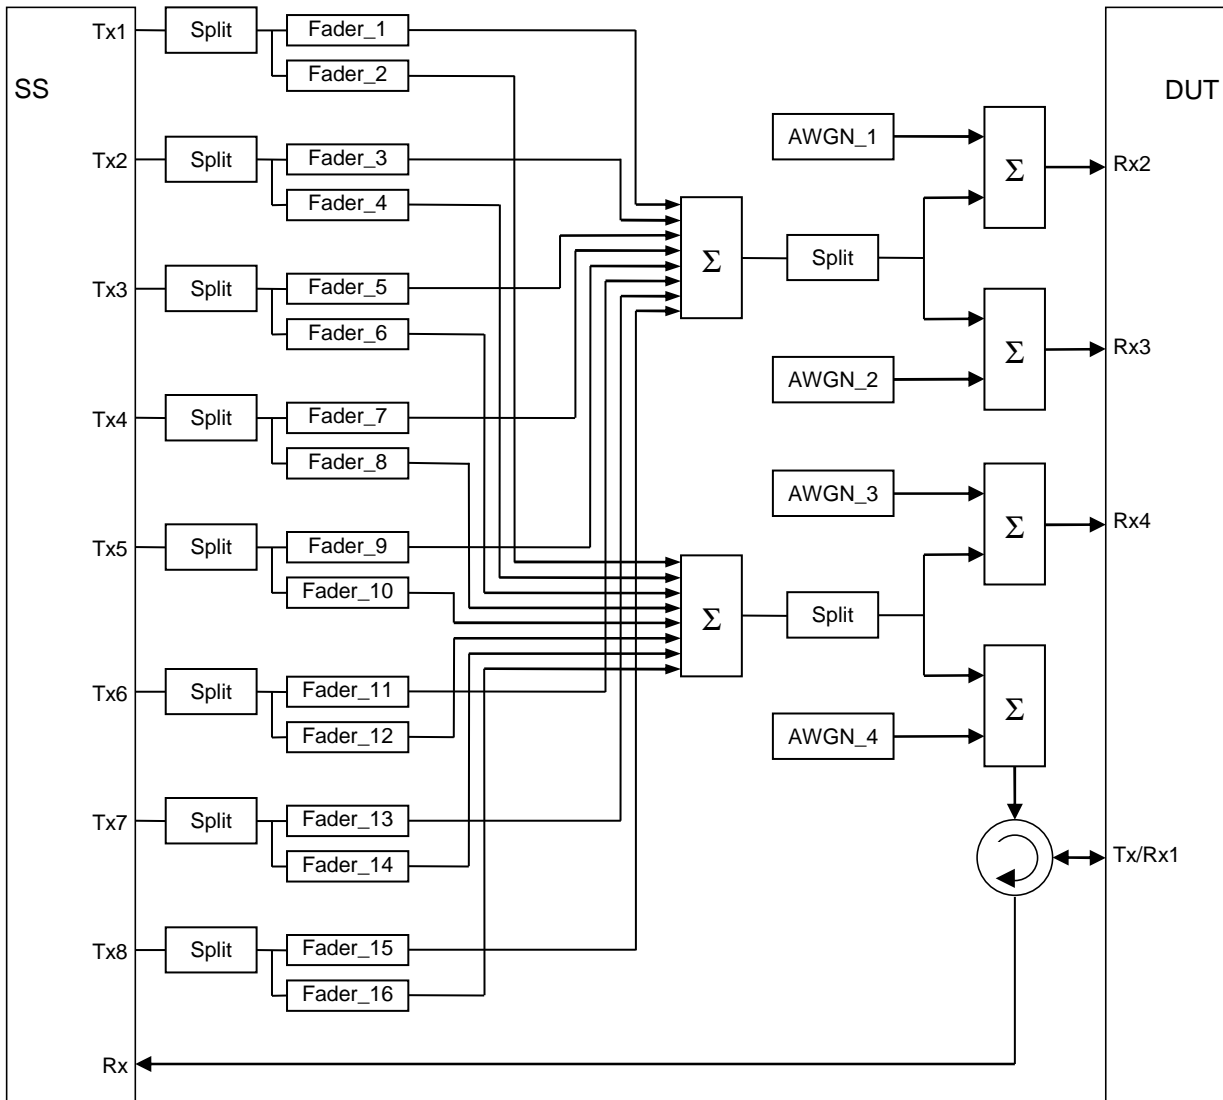 SS
DUT
Tx1
Split
Fader_1
Fader_2
Tx2
Split
Fader_3
Fader_4
Tx3
Split
Fader_5
Fader_6
Tx4
Split
Fader_7
Fader_8
Tx5
Split
Fader_9
Fader_10
Tx6
Split
Fader_11
Fader_12
Tx7
Split
Fader_13
Fader_14
Tx8
Split
Fader_15
Fader_16
Rx
Σ
Split
AWGN_1
Σ
Rx2
AWGN_2
Σ
Rx3
Σ
Split
AWGN_3
Σ
Rx4
AWGN_4
Σ
Tx/Rx1